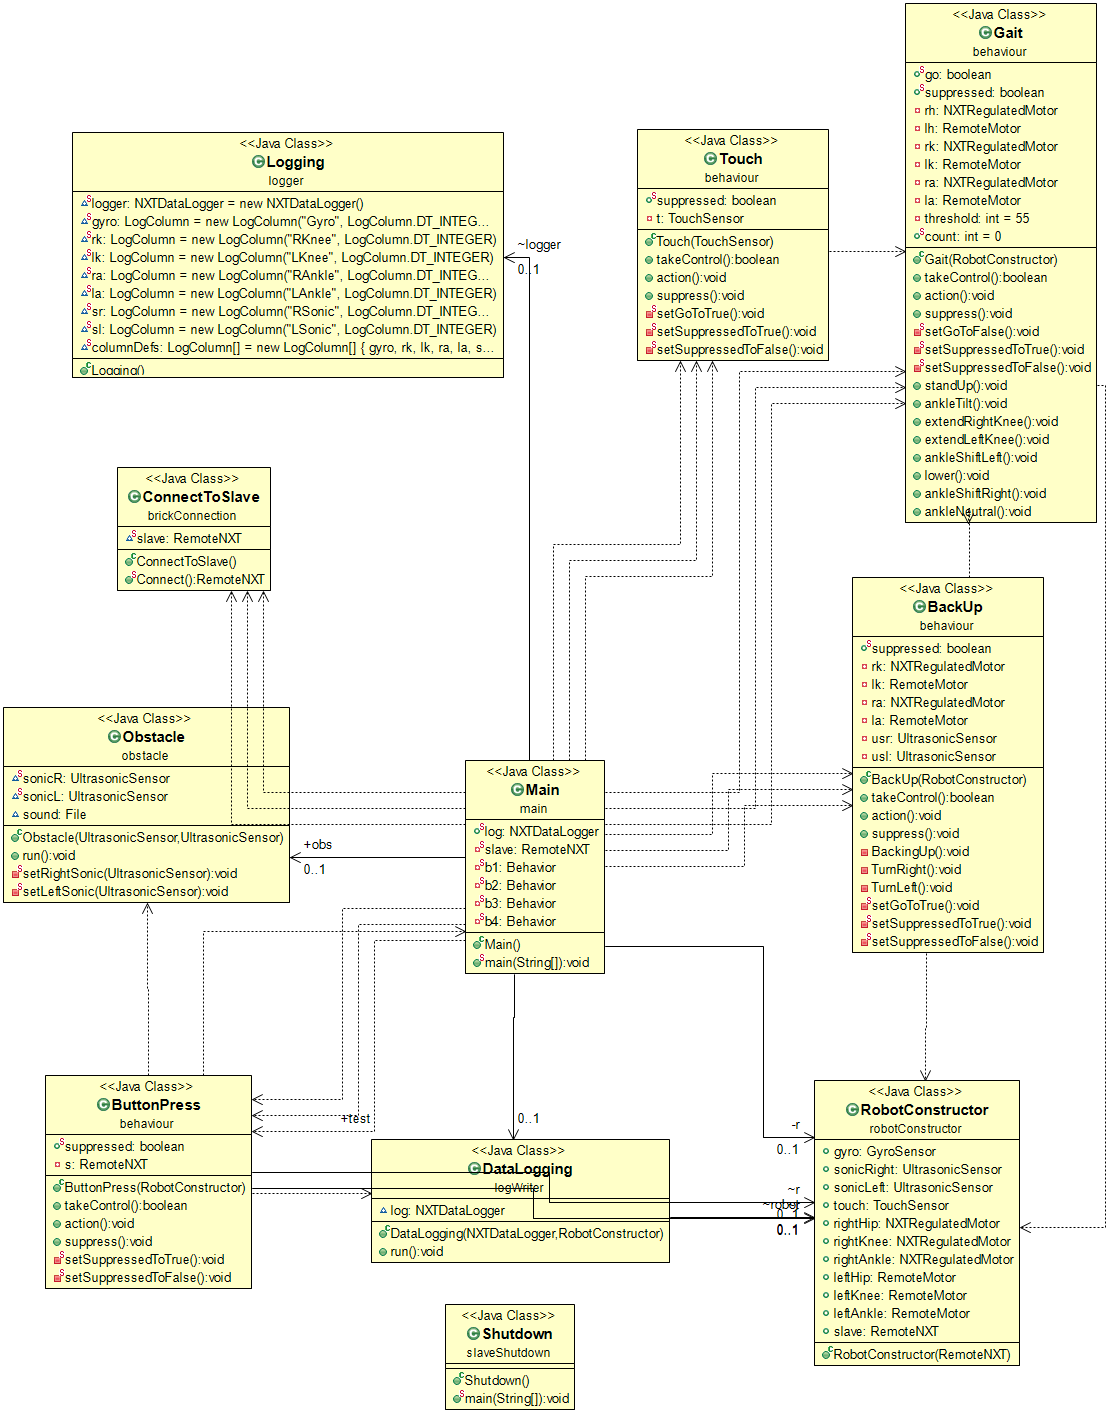 <<Java Class>>
Gait
behaviour
go: boolean
suppressed: boolean
rh: NXTRegulatedMotor
lh: RemoteMotor
rk: NXTRegulatedMotor
lk: RemoteMotor
ra: NXTRegulatedMotor
la: RemoteMotor
threshold: int = 55
count: int = 0
Gait(RobotConstructor)
takeControl():boolean
action():void
suppress():void
setGoToFalse():void
setSuppressedToTrue():void
setSuppressedToFalse():void
standUp():void
ankleTilt():void
extendRightKnee():void
extendLeftKnee():void
ankleShiftLeft():void
lower():void
ankleShiftRight():void
ankleNeutral():void
<<Java Class>>
Touch
behaviour
suppressed: boolean
t: TouchSensor
Touch(TouchSensor)
takeControl():boolean
action():void
suppress():void
setGoToTrue():void
setSuppressedToTrue():void
setSuppressedToFalse():void
<<Java Class>>
Logging
logger
logger: NXTDataLogger = new NXTDataLogger()
gyro: LogColumn = new LogColumn("Gyro", LogColumn.DT_INTEG...
rk: LogColumn = new LogColumn("RKnee", LogColumn.DT_INTEGER)
lk: LogColumn = new LogColumn("LKnee", LogColumn.DT_INTEGER)
ra: LogColumn = new LogColumn("RAnkle", LogColumn.DT_INTEG...
la: LogColumn = new LogColumn("LAnkle", LogColumn.DT_INTEGER)
sr: LogColumn = new LogColumn("RSonic", LogColumn.DT_INTEG...
sl: LogColumn = new LogColumn("LSonic", LogColumn.DT_INTEGER)
columnDefs: LogColumn[] = new LogColumn[] { gyro, rk, lk, ra, la, s...
Logging()
~logger
0..1
<<Java Class>>
ConnectToSlave
brickConnection
slave: RemoteNXT
ConnectToSlave()
Connect():RemoteNXT
<<Java Class>>
BackUp
behaviour
suppressed: boolean
rk: NXTRegulatedMotor
lk: RemoteMotor
ra: NXTRegulatedMotor
la: RemoteMotor
usr: UltrasonicSensor
usl: UltrasonicSensor
BackUp(RobotConstructor)
takeControl():boolean
action():void
suppress():void
BackingUp():void
TurnRight():void
TurnLeft():void
setGoToTrue():void
setSuppressedToTrue():void
setSuppressedToFalse():void
<<Java Class>>
Obstacle
obstacle
sonicR: UltrasonicSensor
sonicL: UltrasonicSensor
sound: File
Obstacle(UltrasonicSensor,UltrasonicSensor)
run():void
setRightSonic(UltrasonicSensor):void
setLeftSonic(UltrasonicSensor):void
+obs
0..1
<<Java Class>>
Main
main
log: NXTDataLogger
slave: RemoteNXT
b1: Behavior
b2: Behavior
b3: Behavior
b4: Behavior
Main()
main(String[]):void
<<Java Class>>
ButtonPress
behaviour
suppressed: boolean
s: RemoteNXT
ButtonPress(RobotConstructor)
takeControl():boolean
action():void
suppress():void
setSuppressedToTrue():void
setSuppressedToFalse():void
+test
0..1
<<Java Class>>
DataLogging
logWriter
log: NXTDataLogger
DataLogging(NXTDataLogger,RobotConstructor)
run():void
-r
0..1
~r
0..1
~robot
0..1
<<Java Class>>
RobotConstructor
robotConstructor
gyro: GyroSensor
sonicRight: UltrasonicSensor
sonicLeft: UltrasonicSensor
touch: TouchSensor
rightHip: NXTRegulatedMotor
rightKnee: NXTRegulatedMotor
rightAnkle: NXTRegulatedMotor
leftHip: RemoteMotor
leftKnee: RemoteMotor
leftAnkle: RemoteMotor
slave: RemoteNXT
RobotConstructor(RemoteNXT)
<<Java Class>>
Shutdown
slaveShutdown
Shutdown()
main(String[]):void